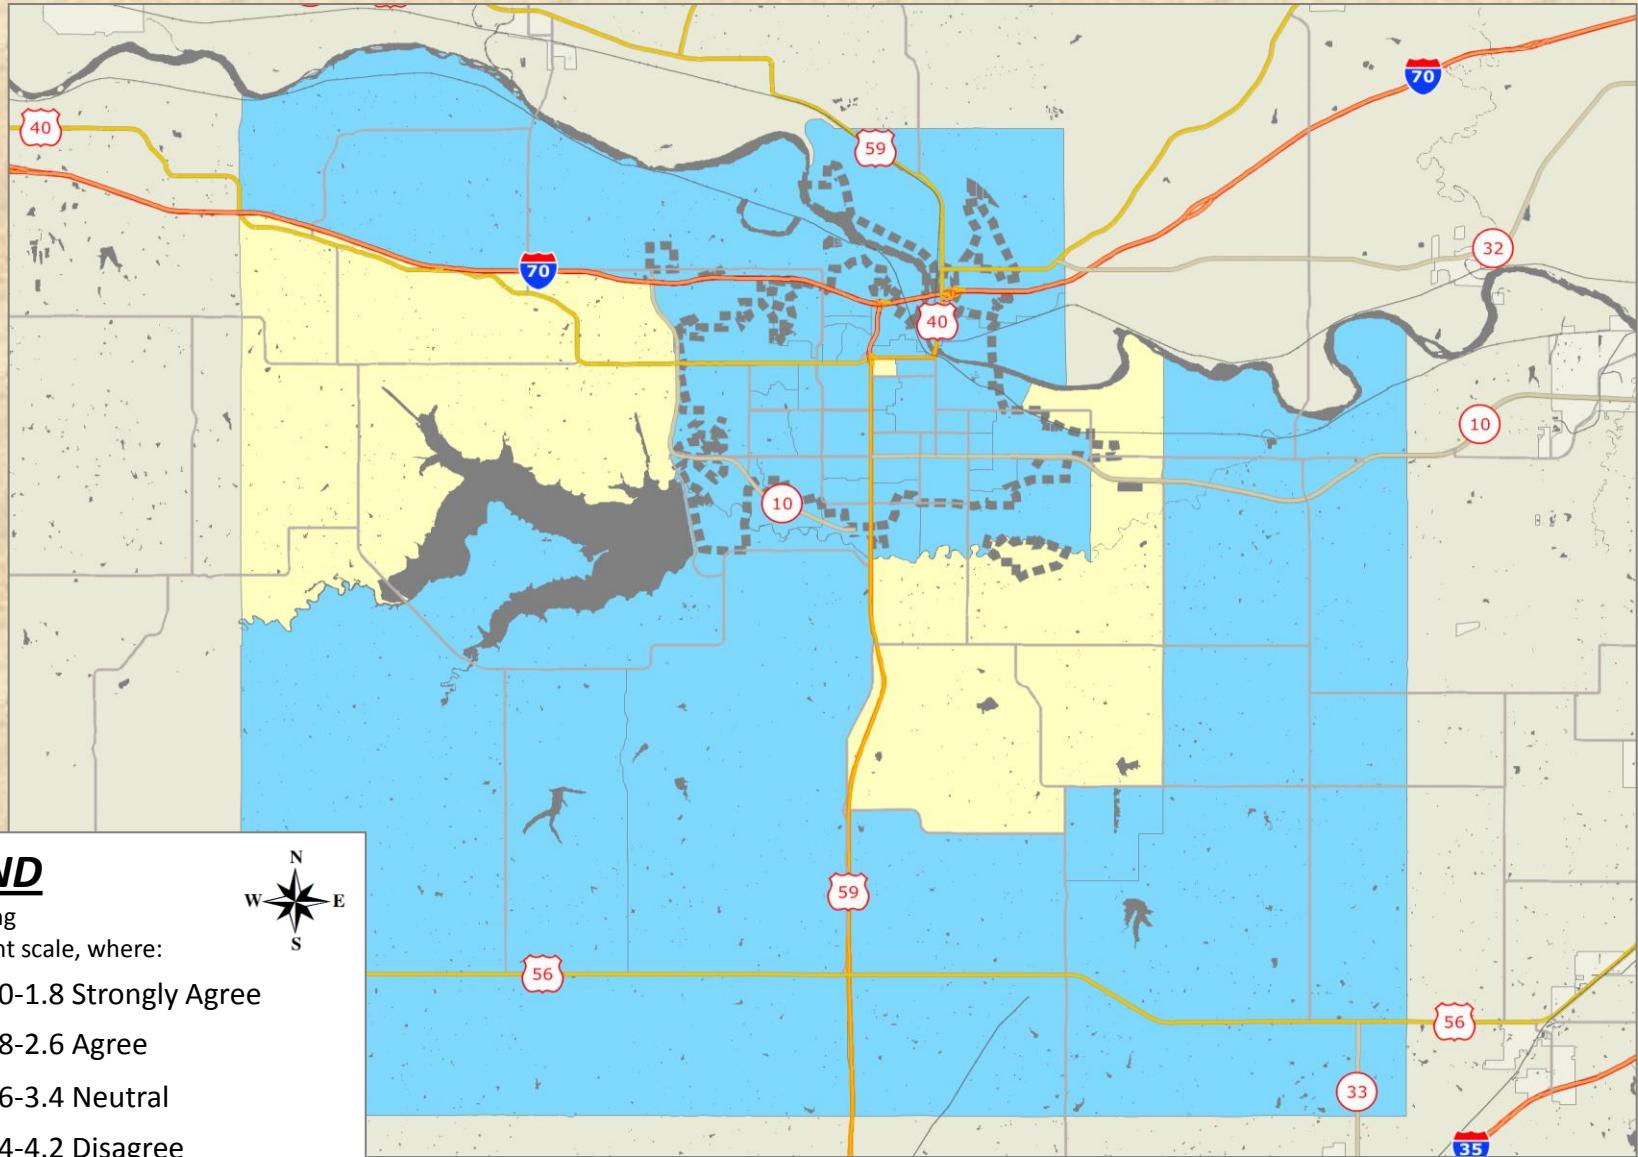 70
40
59
32
70
40
10
10
59
56
56
33
35
N
W E
S
ND
ng
nt scale, where:
0-1.8 Strongly Agree
8-2.6 Agree
6-3.4 Neutral
4-4.2 Disagree